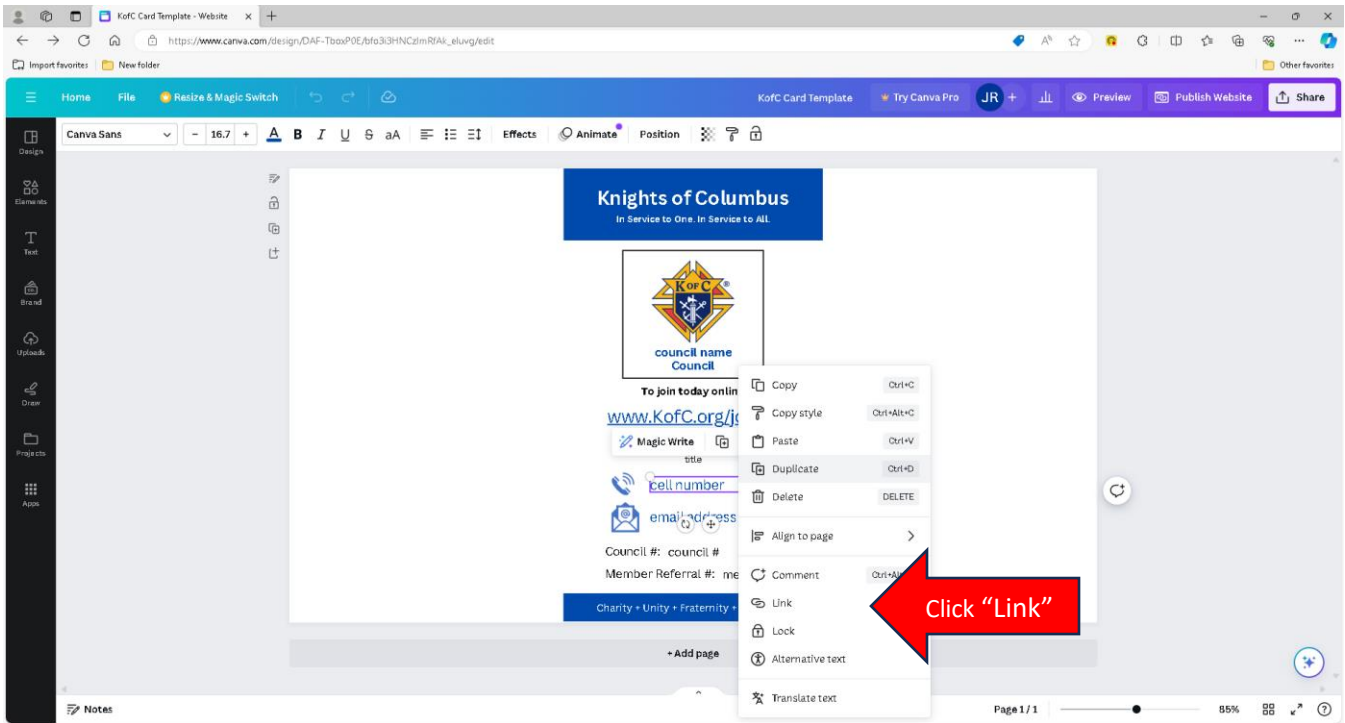 KofC Card Template - Website
https://www.canva.com/design/DAF-TbaxP0E/bfo3i3HNCzlmRfAk_eluvg/edit
Import favorites
New folder
Other favorites
Home
File
Resize & Magic Switch
KofC Card Template
Try Canva Pro
JR
Preview
Publish Website
Share
Canva Sans
- 16.7 +
A B I U S aA
Effects
Animate
Position
Design
Elements
Text
Brand
Uploads
Draw
Projects
Apps
Knights of Columbus
In Service to One. In Service to All.
K OF C
council name
Council
To join today onlin
www.KofC.org/jo
Magic Write
title
cell number
email address
Council #: council #
Member Referral #: me
Charity + Unity + Fraternity +
+ Add page
Copy Ctrl+C
Copy style Ctrl+Alt+C
Paste Ctrl+V
Duplicate Ctrl+D
Delete DELETE
Align to page
Comment Ctrl+Al
Link
Lock
Alternative text
Translate text
Click "Link"
Notes
Page 1 / 1
85%